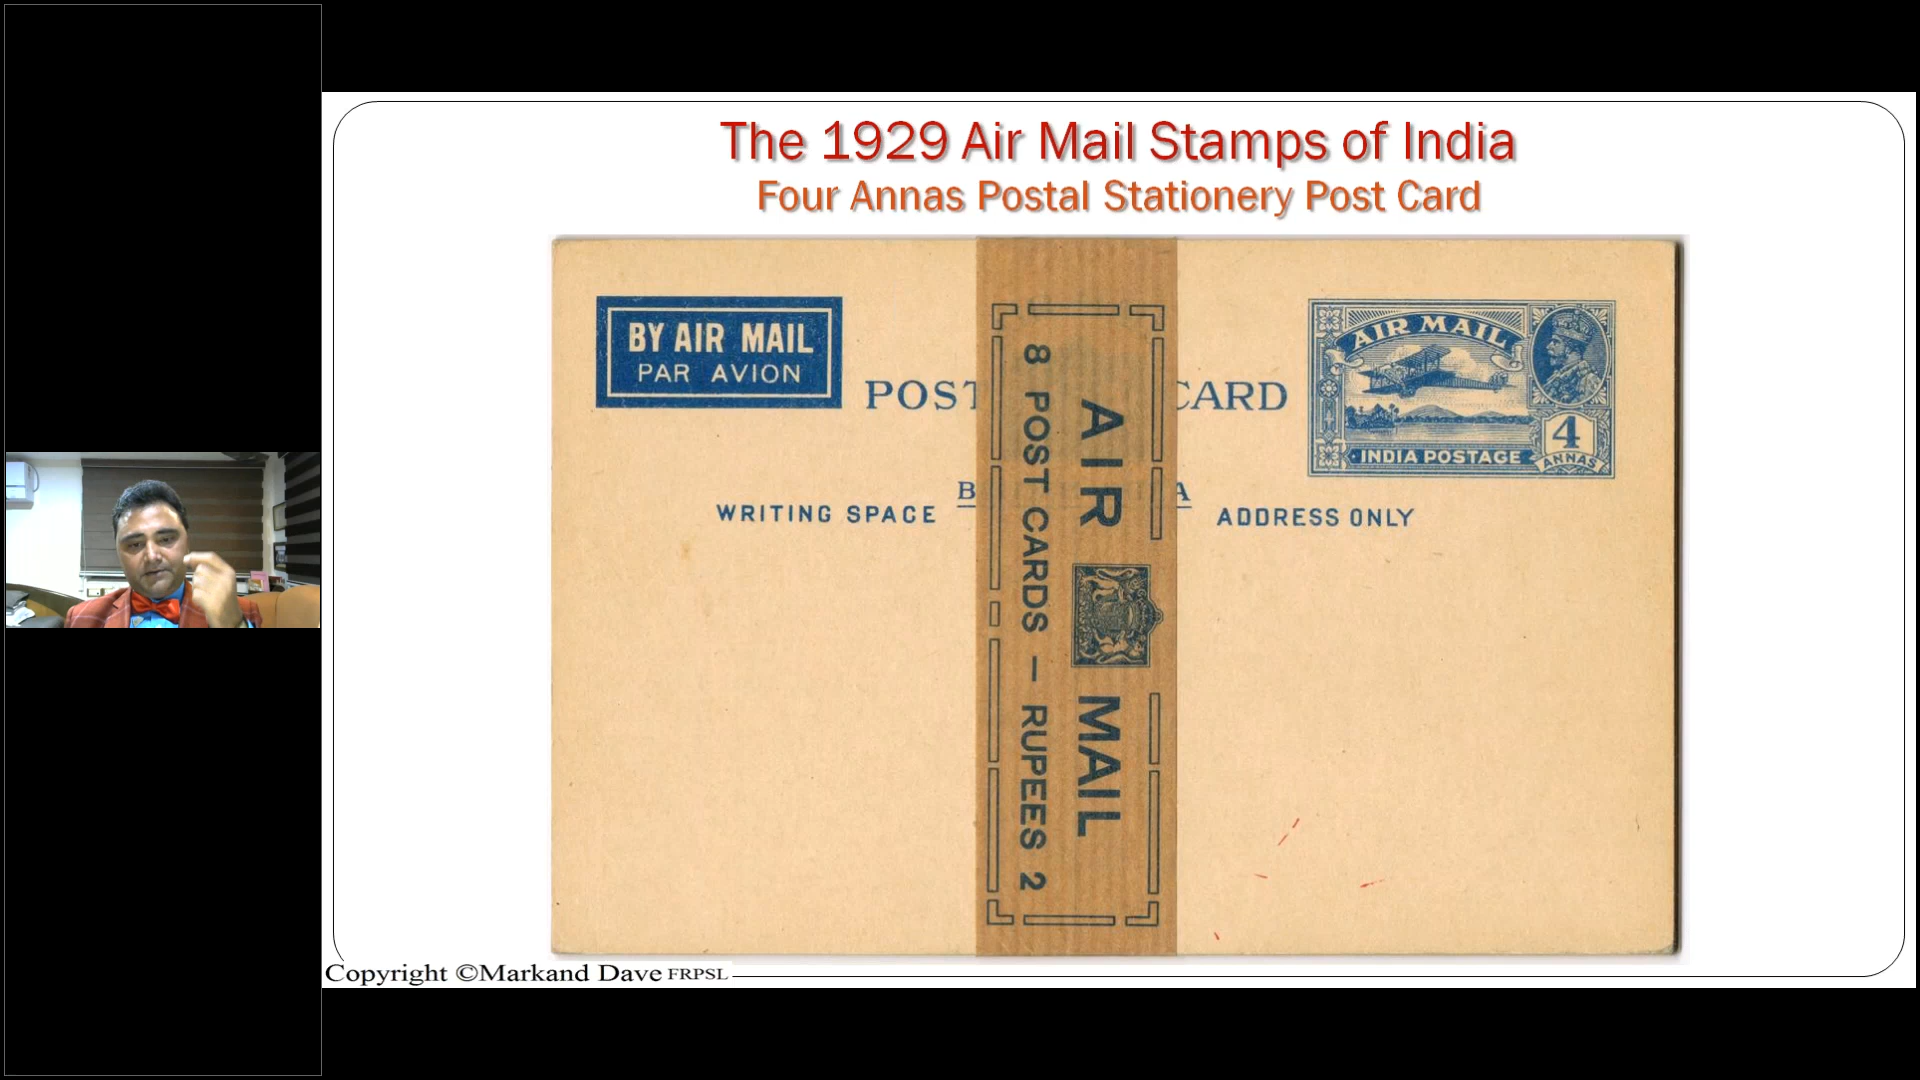 The 1929 Air Mail Stamps of India
Four Annas Postal Stationery Post Card
BY AIR MAIL
PAR AVION
POST CARD
AIR MAIL
INDIA POSTAGE
4
ANNAS
WRITING SPACE
ADDRESS ONLY
AIR MAIL
8 POST CARDS – RUPEES 2
Copyright ©Markand Dave FRPSL